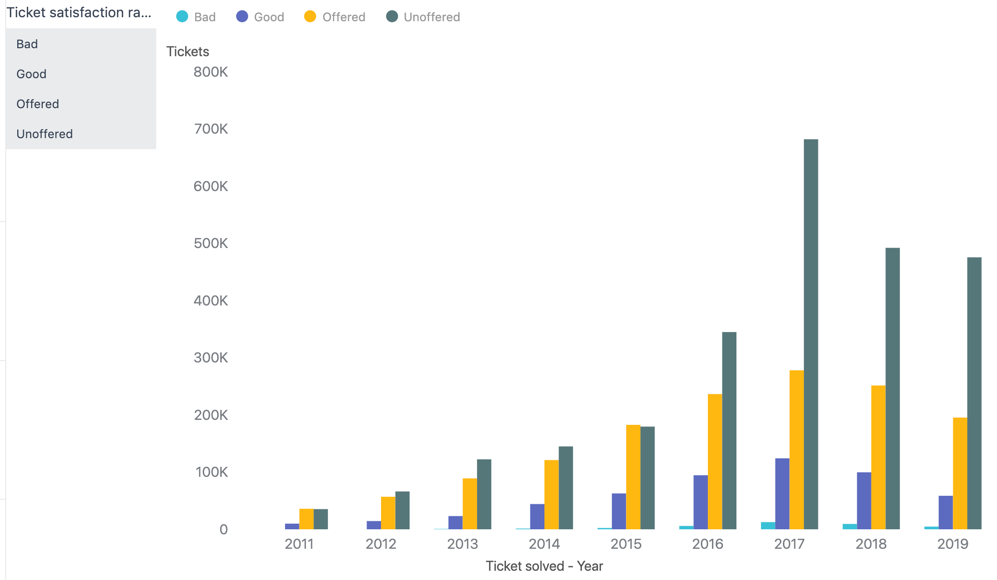 Ticket satisfaction ra...
Bad
Good
Offered
Unoffered
Bad Good Offered Unoffered
Tickets
800K
700K
600K
500K
400K
300K
200K
100K
0
2011 2012 2013 2014 2015 2016 2017 2018 2019
Ticket solved - Year